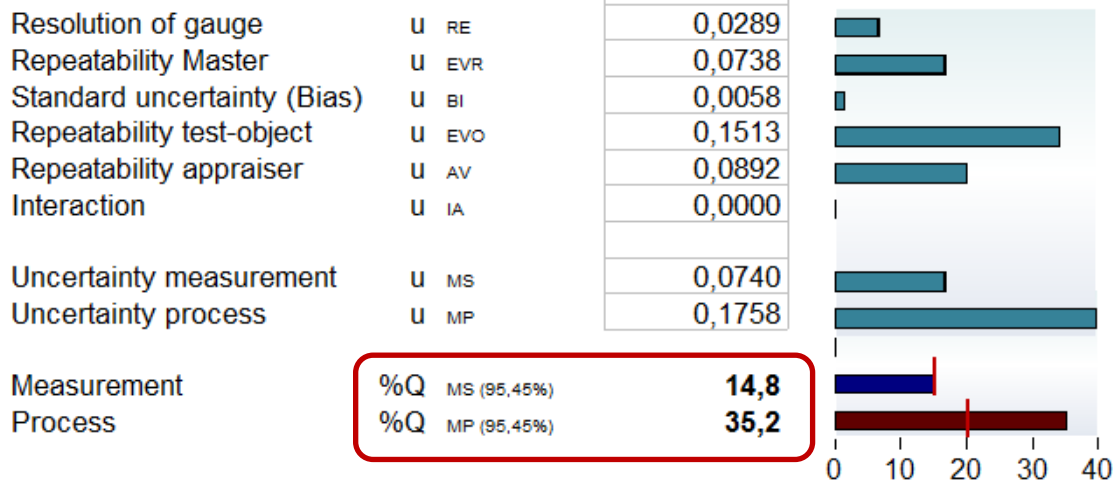 Resolution of gauge u RE 0,0289
Repeatability Master u EVR 0,0738
Standard uncertainty (Bias) u BI 0,0058
Repeatability test-object u EVO 0,1513
Repeatability appraiser u AV 0,0892
Interaction u IA 0,0000
Uncertainty measurement u MS 0,0740
Uncertainty process u MP 0,1758
Measurement %Q MS (95,45%) 14,8
Process %Q MP (95,45%) 35,2
0 10 20 30 40